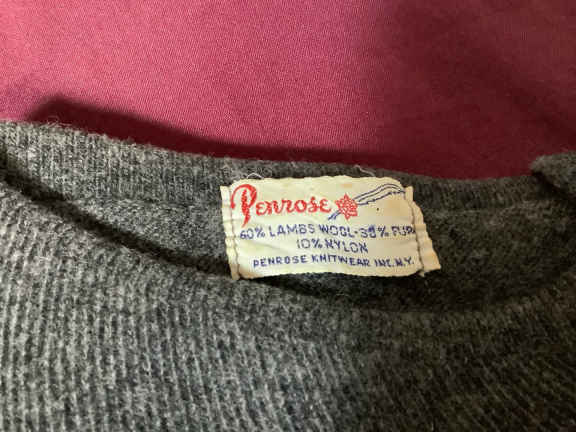 Penrose
60% LAMBS WOOL-30% FUR
10% NYLON
PENROSE KNITWEAR INC. N.Y.